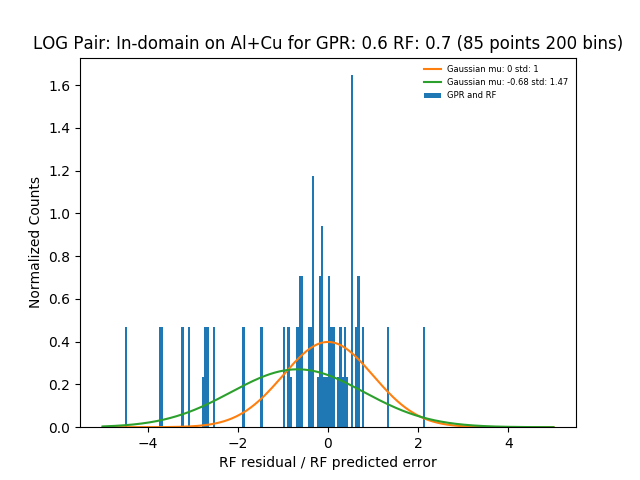 LOG Pair: In-domain on Al+Cu for GPR: 0.6 RF: 0.7 (85 points 200 bins)
Gaussian mu: 0 std: 1
Gaussian mu: -0.68 std: 1.47
GPR and RF
1.6
1.4
1.2
1.0
0.8
0.6
0.4
0.2
0.0
Normalized Counts
−4
−2
0
2
4
RF residual / RF predicted error